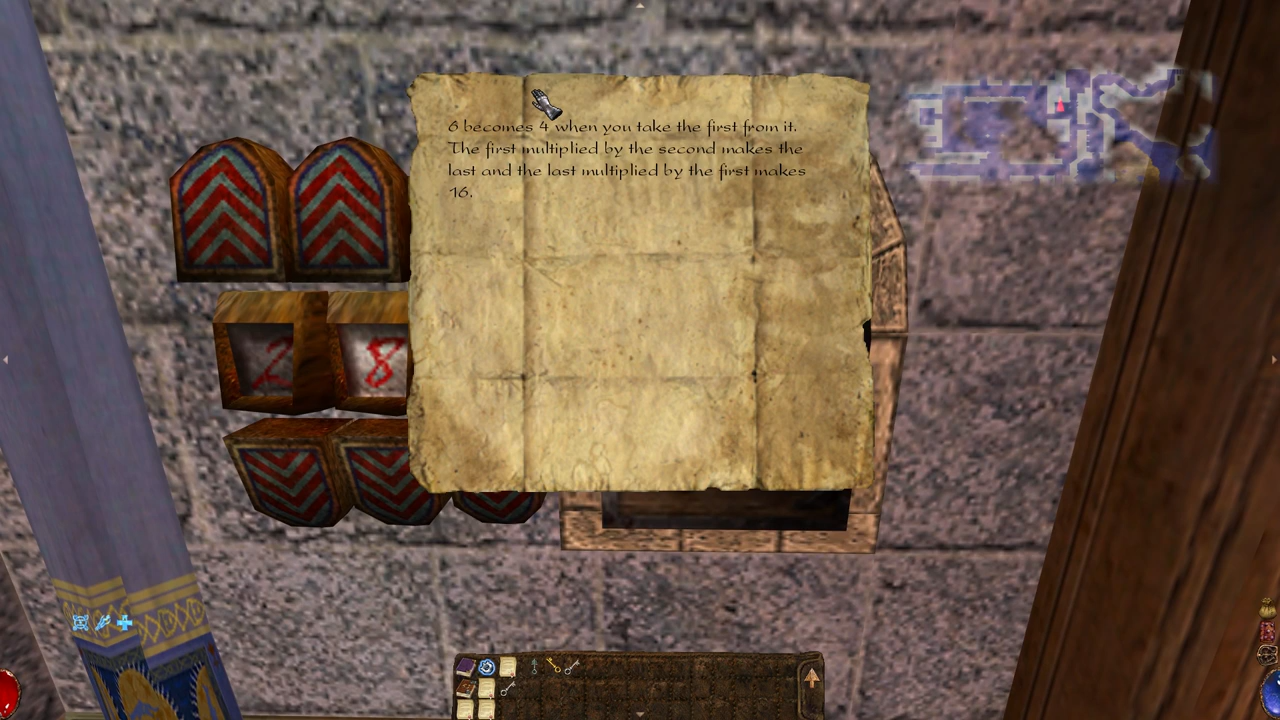 6 becomes 4 when you take the first from it.
The first multiplied by the second makes the
last and the last multiplied by the first makes
16.
2 8